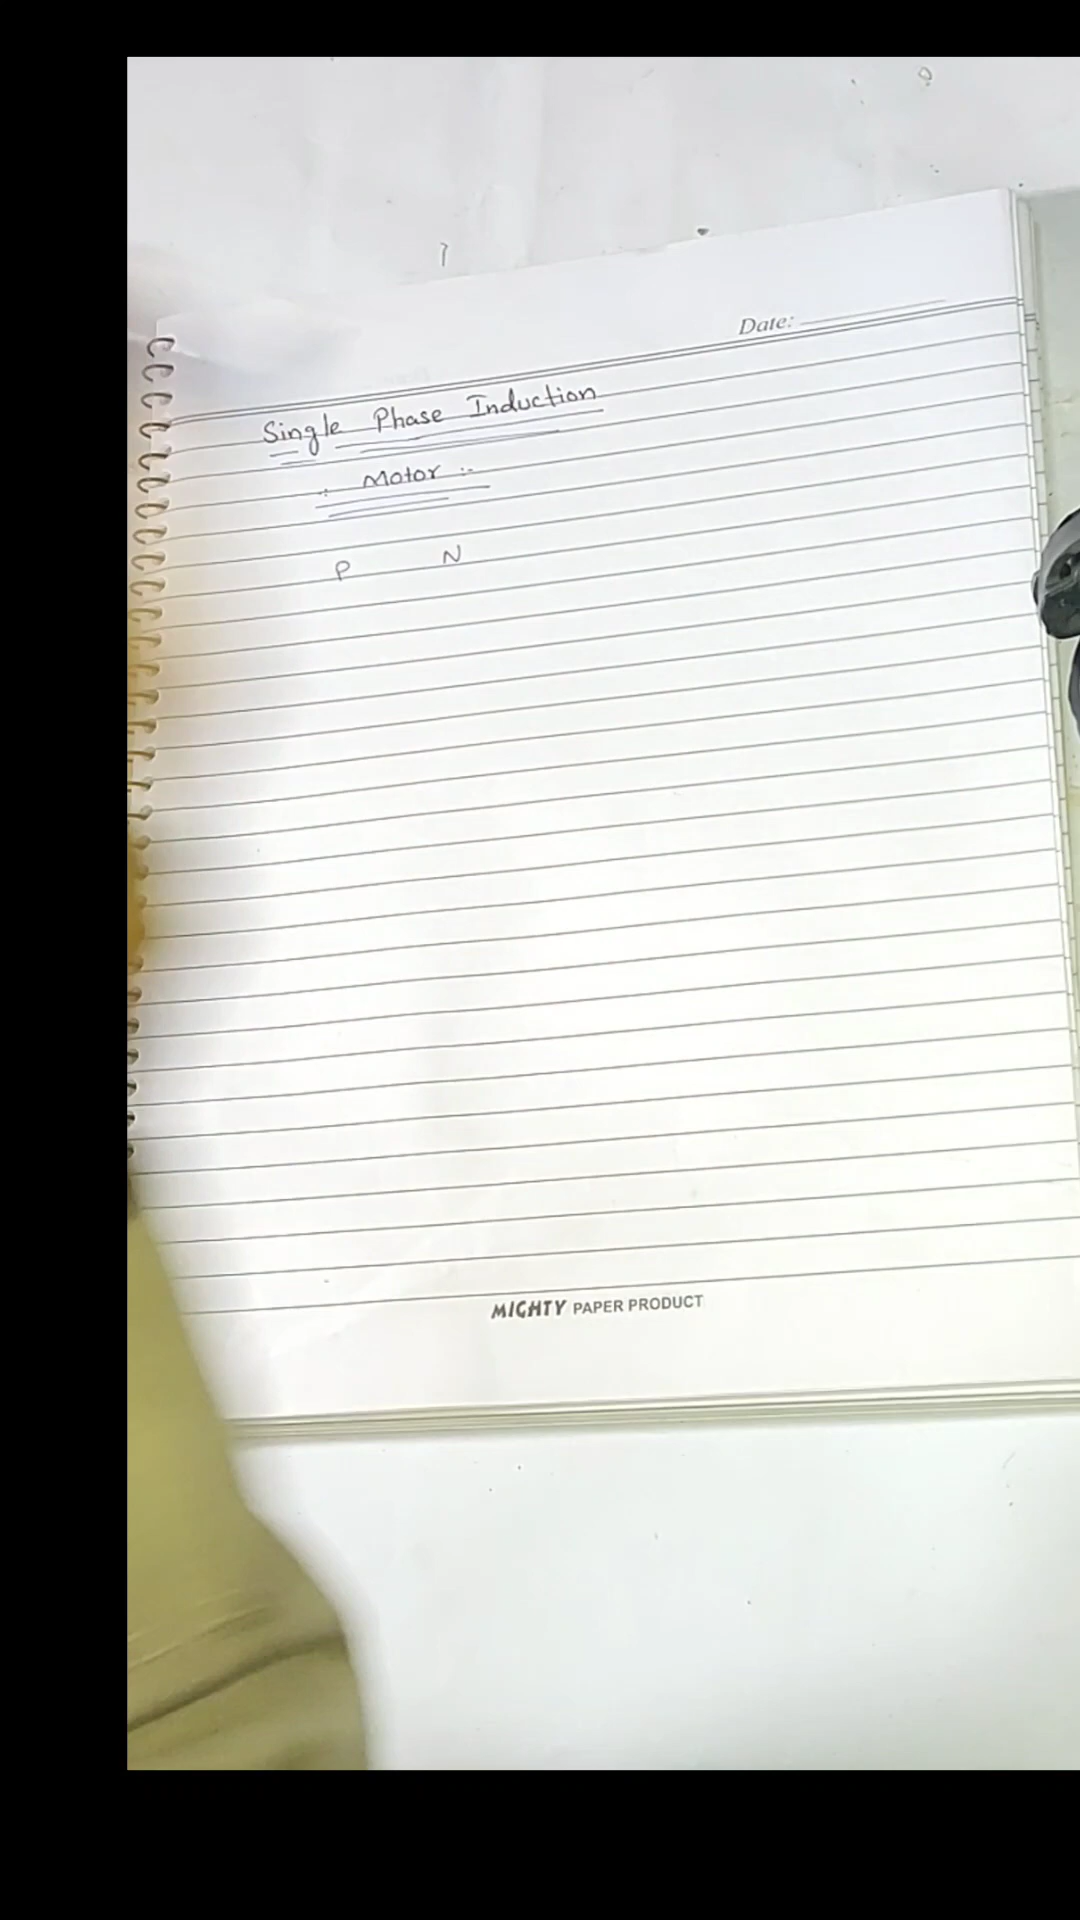 Date:
Single Phase Induction
:- Motor :-
P N
MIGHTY PAPER PRODUCT